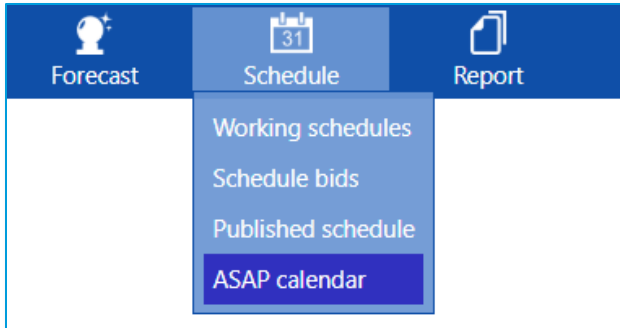 31
Forecast Schedule Report
Working schedules
Schedule bids
Published schedule
ASAP calendar